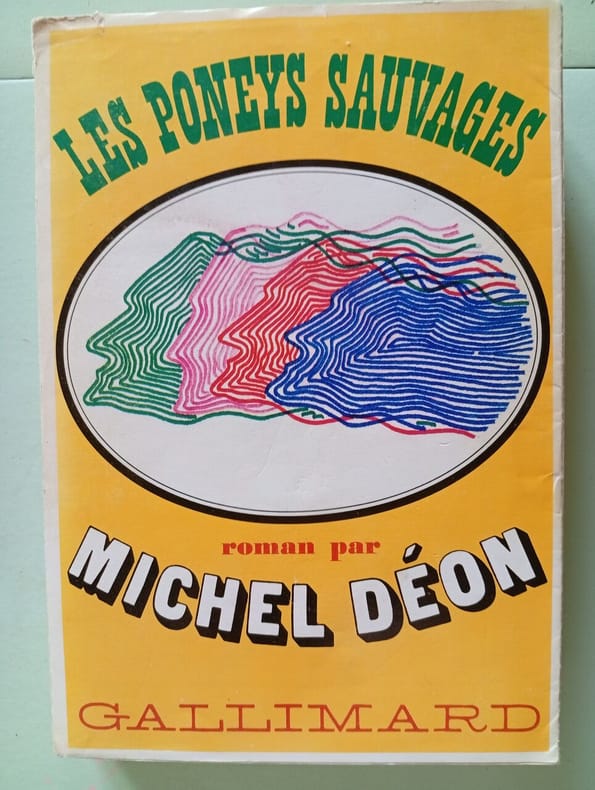 LES PONEYS SAUVAGES
roman par
MICHEL DÉON
GALLIMARD